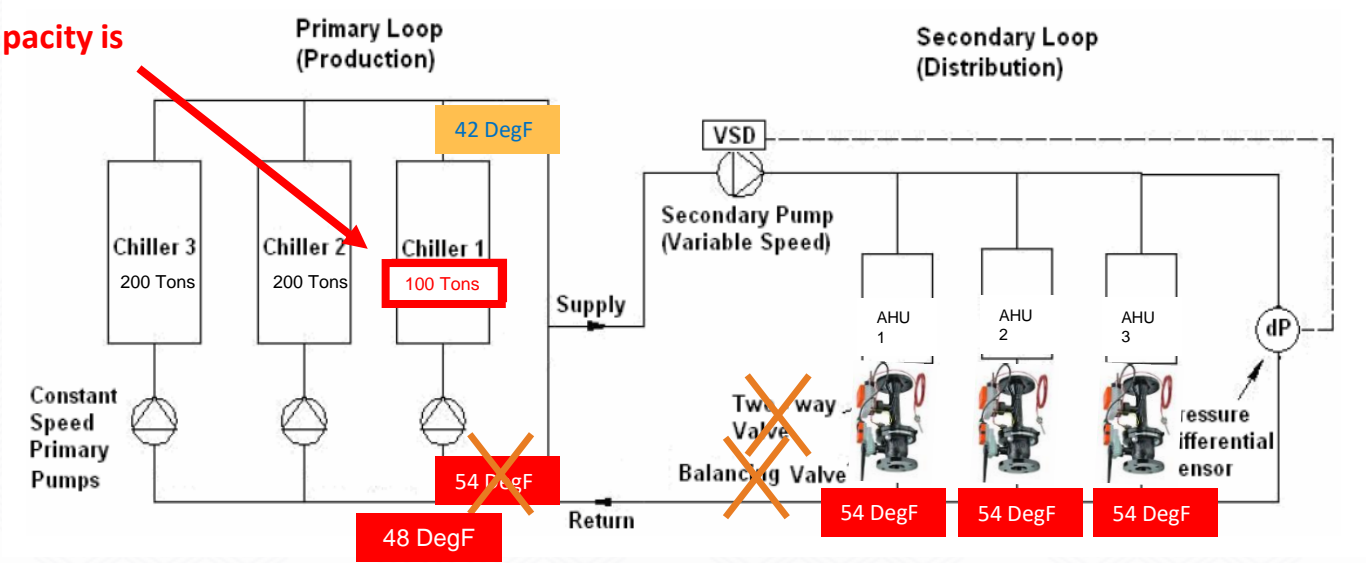 pacity is
Primary Loop
(Production)
Secondary Loop
(Distribution)
42 DegF
VSD
Chiller 3
200 Tons
Chiller 2
200 Tons
Chiller 1
100 Tons
Secondary Pump
(Variable Speed)
Supply
AHU
1
AHU
2
AHU
3
dP
Constant
Speed
Primary
Pumps
Two way
Valve
Balancing Valve
ressure
ifferential
ensor
54 DegF
48 DegF
Return
54 DegF
54 DegF
54 DegF